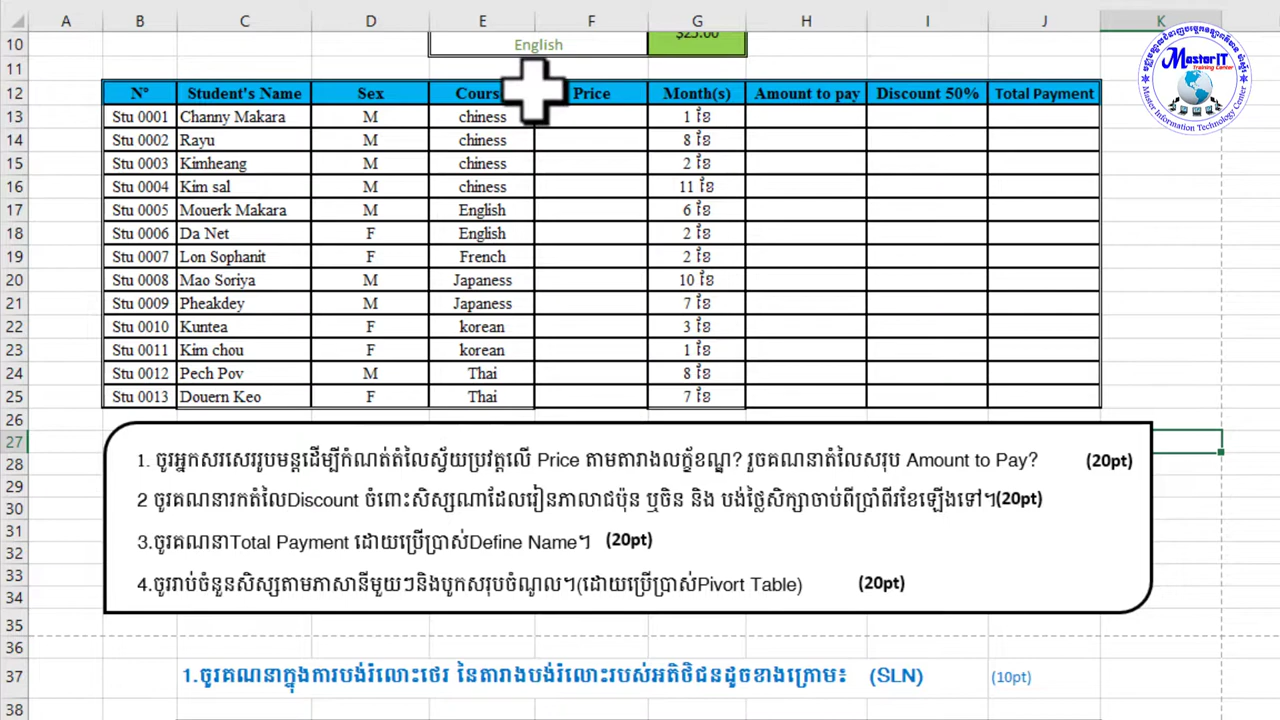 A B C D E F G H I J K
10 English $25.00
11
12 N° Student's Name Sex Cours Price Month(s) Amount to pay Discount 50% Total Payment
13 Stu 0001 Channy Makara M chiness 1 ខែ
14 Stu 0002 Rayu M chiness 8 ខែ
15 Stu 0003 Kimheang M chiness 2 ខែ
16 Stu 0004 Kim sal M chiness 11 ខែ
17 Stu 0005 Mouerk Makara M English 6 ខែ
18 Stu 0006 Da Net F English 2 ខែ
19 Stu 0007 Lon Sophanit F French 2 ខែ
20 Stu 0008 Mao Soriya M Japaness 10 ខែ
21 Stu 0009 Pheakdey M Japaness 7 ខែ
22 Stu 0010 Kuntea F korean 3 ខែ
23 Stu 0011 Kim chou F korean 1 ខែ
24 Stu 0012 Pech Pov M Thai 8 ខែ
25 Stu 0013 Douern Keo F Thai 7 ខែ
26
27
28 1. ចូរអ្នកសរសេររូបមន្តដើម្បីកំណត់តំលៃស្វ័យប្រវត្តលើ Price តាមតារាងលក្ខ័ខណ្ឌ? រួចគណនាតំលៃសរុប Amount to Pay? (20pt)
29
30 2 ចូរគណនារកតំលៃDiscount ចំពោះសិស្សណាដែលរៀនភាលាជប៉ុន ឬចិន និង បង់ថ្លៃសិក្សាចាប់ពីប្រាំពីរខែឡើងទៅ។(20pt)
31
32 3.ចូរគណនាTotal Payment ដោយប្រើប្រាស់Define Name។ (20pt)
33
34 4.ចូររាប់ចំនួនសិស្សតាមភាសានីមួយៗនិងបូកសរុបចំណូល។(ដោយប្រើប្រាស់Pivort Table) (20pt)
35
36
37 1.ចូរគណនាក្នុងការបង់រំលោះថេរ នៃតារាងបង់រំលោះរបស់អតិថិជនដូចខាងក្រោម៖ (SLN) (10pt)
38
MasterIT
Training Center
Master Information Technology Center